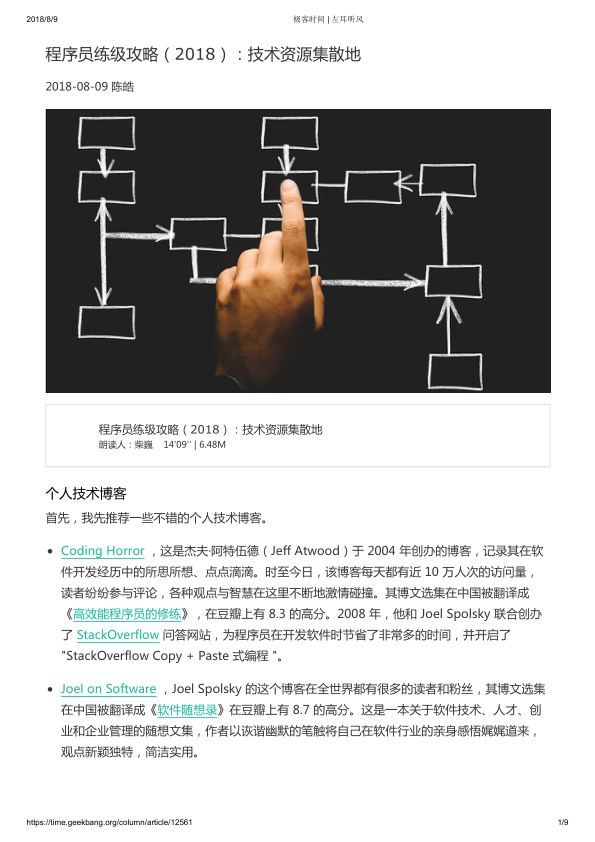 2018/8/9 极客时间 | 左耳听风
程序员练级攻略（2018）：技术资源集散地
2018-08-09 陈皓
程序员练级攻略（2018）：技术资源集散地
朗读人：柴巍 14′09′′ | 6.48M
个人技术博客
首先，我先推荐一些不错的个人技术博客。
• Coding Horror ，这是杰夫·阿特伍德（Jeff Atwood）于 2004 年创办的博客，记录其在软
件开发经历中的所思所想、点点滴滴。时至今日，该博客每天都有近 10 万人次的访问量，
读者纷纷参与评论，各种观点与智慧在这里不断地激情碰撞。其博文选集在中国被翻译成
《高效能程序员的修练》，在豆瓣上有 8.3 的高分。2008 年，他和 Joel Spolsky 联合创办
了 StackOverflow 问答网站，为程序员在开发软件时节省了非常多的时间，并开启了
"StackOverflow Copy + Paste 式编程 "。
• Joel on Software ，Joel Spolsky 的这个博客在全世界都有很多的读者和粉丝，其博文选集
在中国被翻译成《软件随想录》在豆瓣上有 8.7 的高分。这是一本关于软件技术、人才、创
业和企业管理的随想文集，作者以诙谐幽默的笔触将自己在软件行业的亲身感悟娓娓道来，
观点新颖独特，简洁实用。
https://time.geekbang.org/column/article/12561 1/9